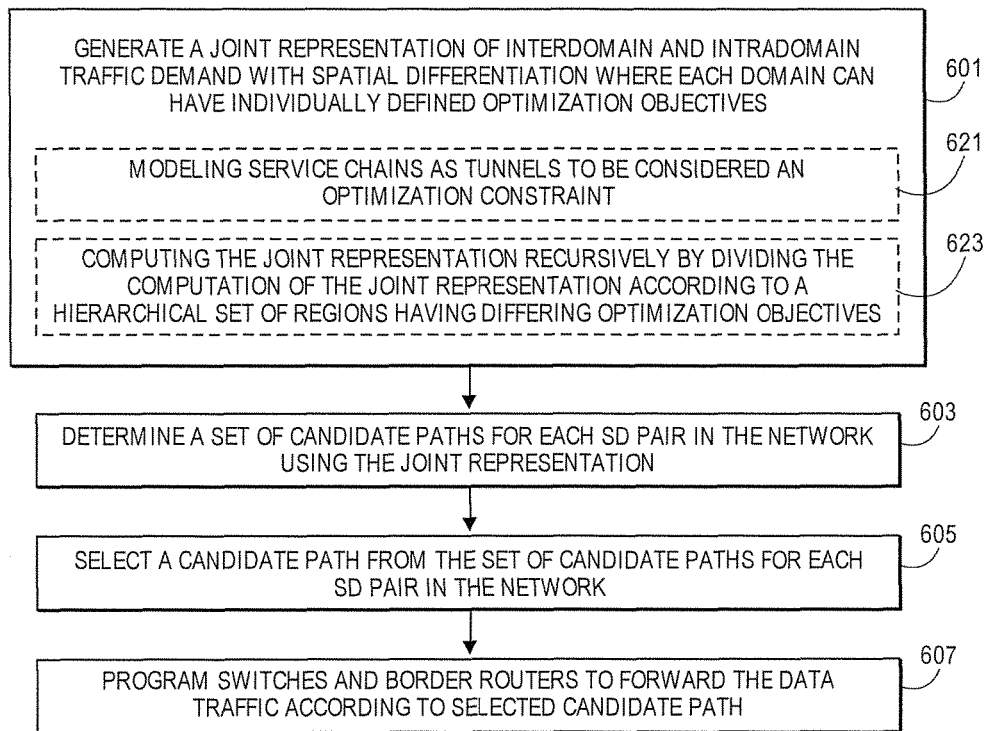 GENERATE A JOINT REPRESENTATION OF INTERDOMAIN AND INTRADOMAIN
TRAFFIC DEMAND WITH SPATIAL DIFFERENTIATION WHERE EACH DOMAIN CAN
HAVE INDIVIDUALLY DEFINED OPTIMIZATION OBJECTIVES
601
MODELING SERVICE CHAINS AS TUNNELS TO BE CONSIDERED AN
OPTIMIZATION CONSTRAINT
621
COMPUTING THE JOINT REPRESENTATION RECURSIVELY BY DIVIDING THE
COMPUTATION OF THE JOINT REPRESENTATION ACCORDING TO A
HIERARCHICAL SET OF REGIONS HAVING DIFFERING OPTIMIZATION OBJECTIVES
623
DETERMINE A SET OF CANDIDATE PATHS FOR EACH SD PAIR IN THE NETWORK
USING THE JOINT REPRESENTATION
603
SELECT A CANDIDATE PATH FROM THE SET OF CANDIDATE PATHS FOR EACH
SD PAIR IN THE NETWORK
605
PROGRAM SWITCHES AND BORDER ROUTERS TO FORWARD THE DATA
TRAFFIC ACCORDING TO SELECTED CANDIDATE PATH
607